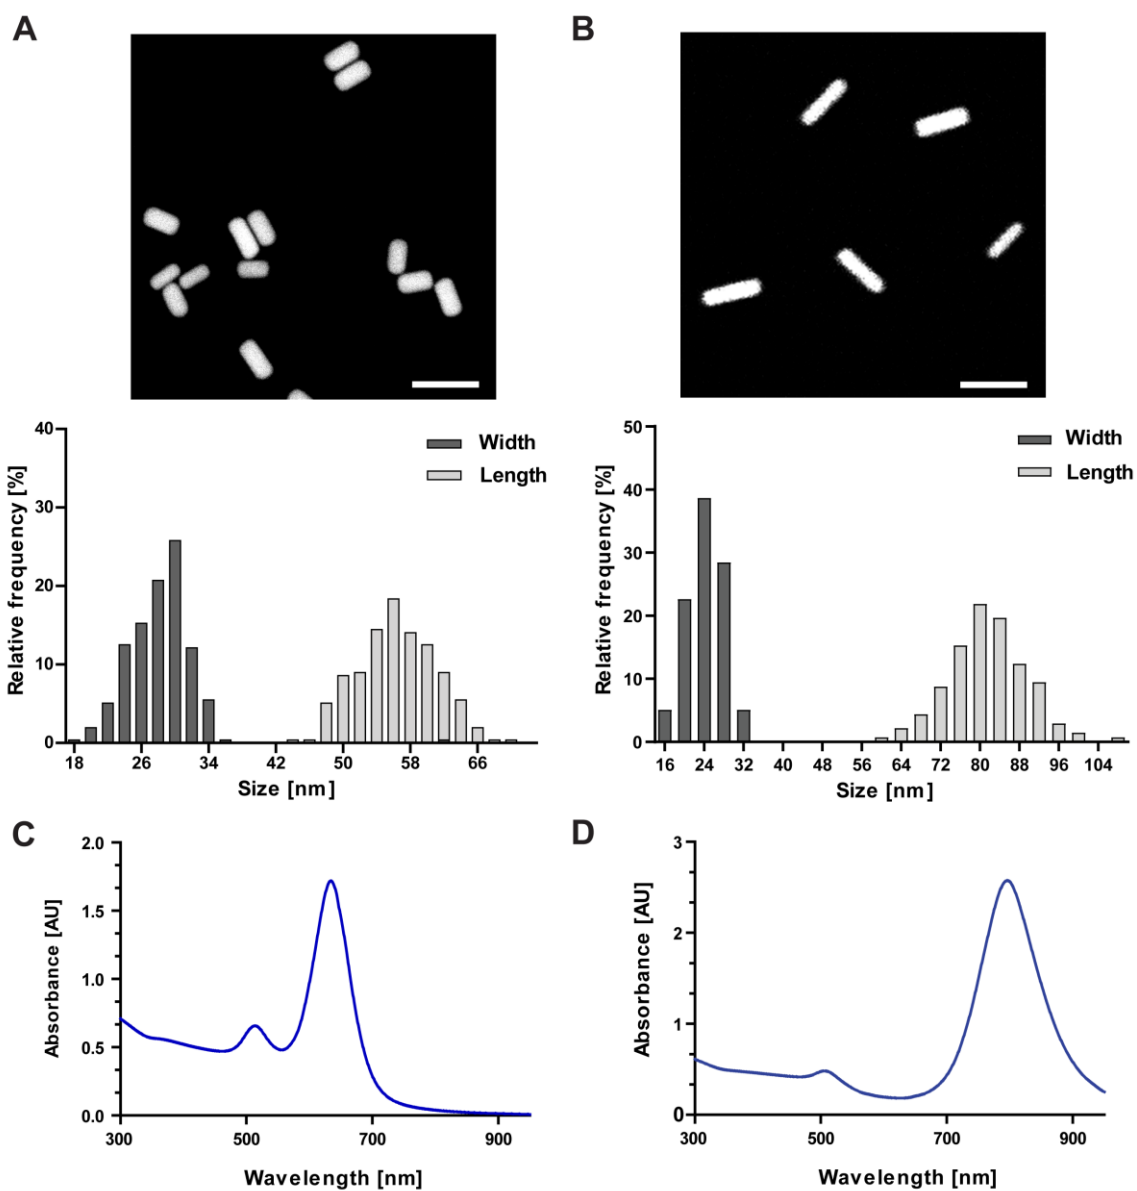 A
B
40
30
20
10
0
Relative frequency [%]
Width
Length
18 26 34 42 50 58 66
Size [nm]
50
40
30
20
10
0
Relative frequency [%]
Width
Length
16 24 32 40 48 56 64 72 80 88 96 104
Size [nm]
C
2.0
1.5
1.0
0.5
0.0
Absorbance [AU]
300 500 700 900
Wavelength [nm]
D
3
2
1
0
Absorbance [AU]
300 500 700 900
Wavelength [nm]